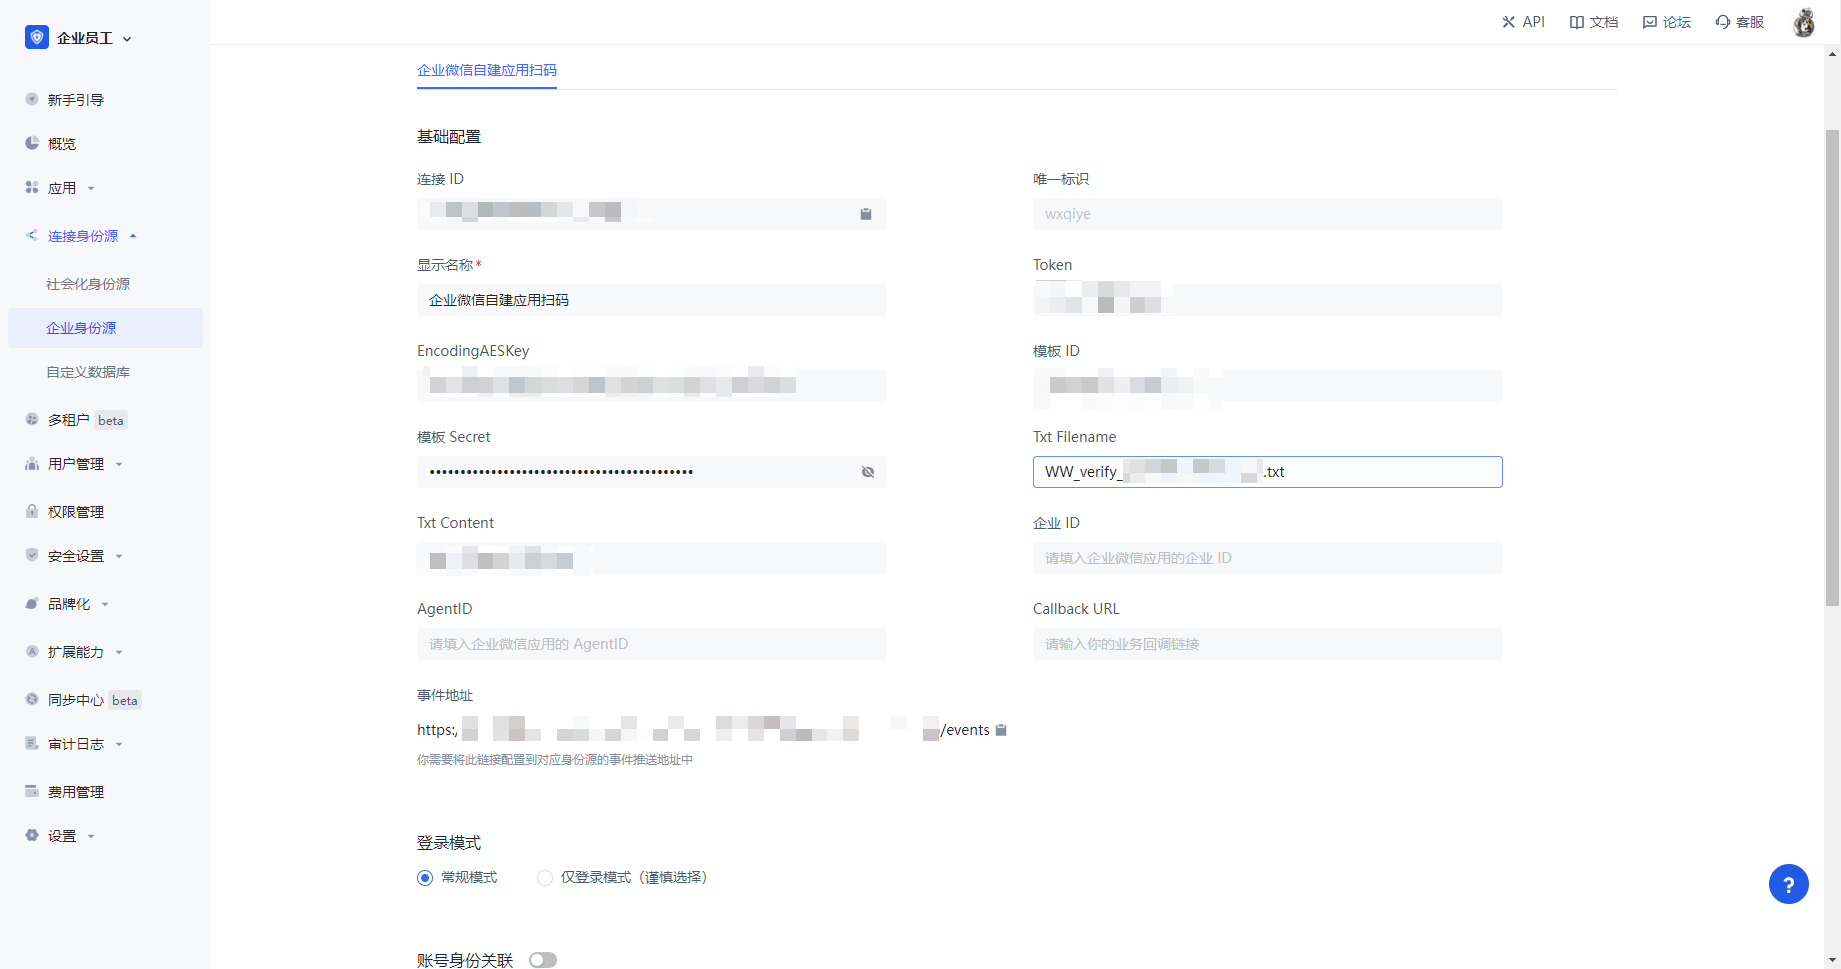 企业员工
API
文档
论坛
客服
新手引导
概览
应用
连接身份源
社会化身份源
企业身份源
自定义数据库
多租户 beta
用户管理
权限管理
安全设置
品牌化
扩展能力
同步中心 beta
审计日志
费用管理
设置
企业微信自建应用扫码
基础配置
连接 ID
唯一标识
wxqiye
显示名称*
Token
企业微信自建应用扫码
EncodingAESKey
模板 ID
模板 Secret
Txt Filename
••••••••••••••••••••••••••••••••••••••••••
WW_verify_ .txt
Txt Content
企业 ID
请填入企业微信应用的企业 ID
AgentID
Callback URL
请填入企业微信应用的 AgentID
请输入你的业务回调链接
事件地址
https:/ /events
你需要将此链接配置到对应身份源的事件推送地址中
登录模式
常规模式
仅登录模式（谨慎选择）
账号身份关联
?